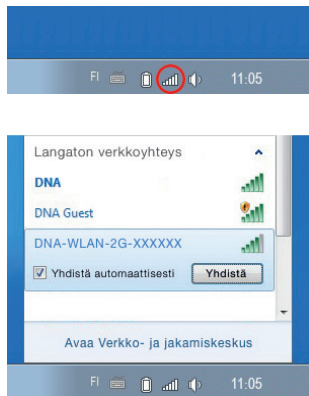 FI 11:05
Langaton verkkoyhteys
DNA
DNA Guest
DNA-WLAN-2G-XXXXXX
Yhdistä automaattisesti Yhdistä
Avaa Verkko- ja jakamiskeskus
FI 11:05